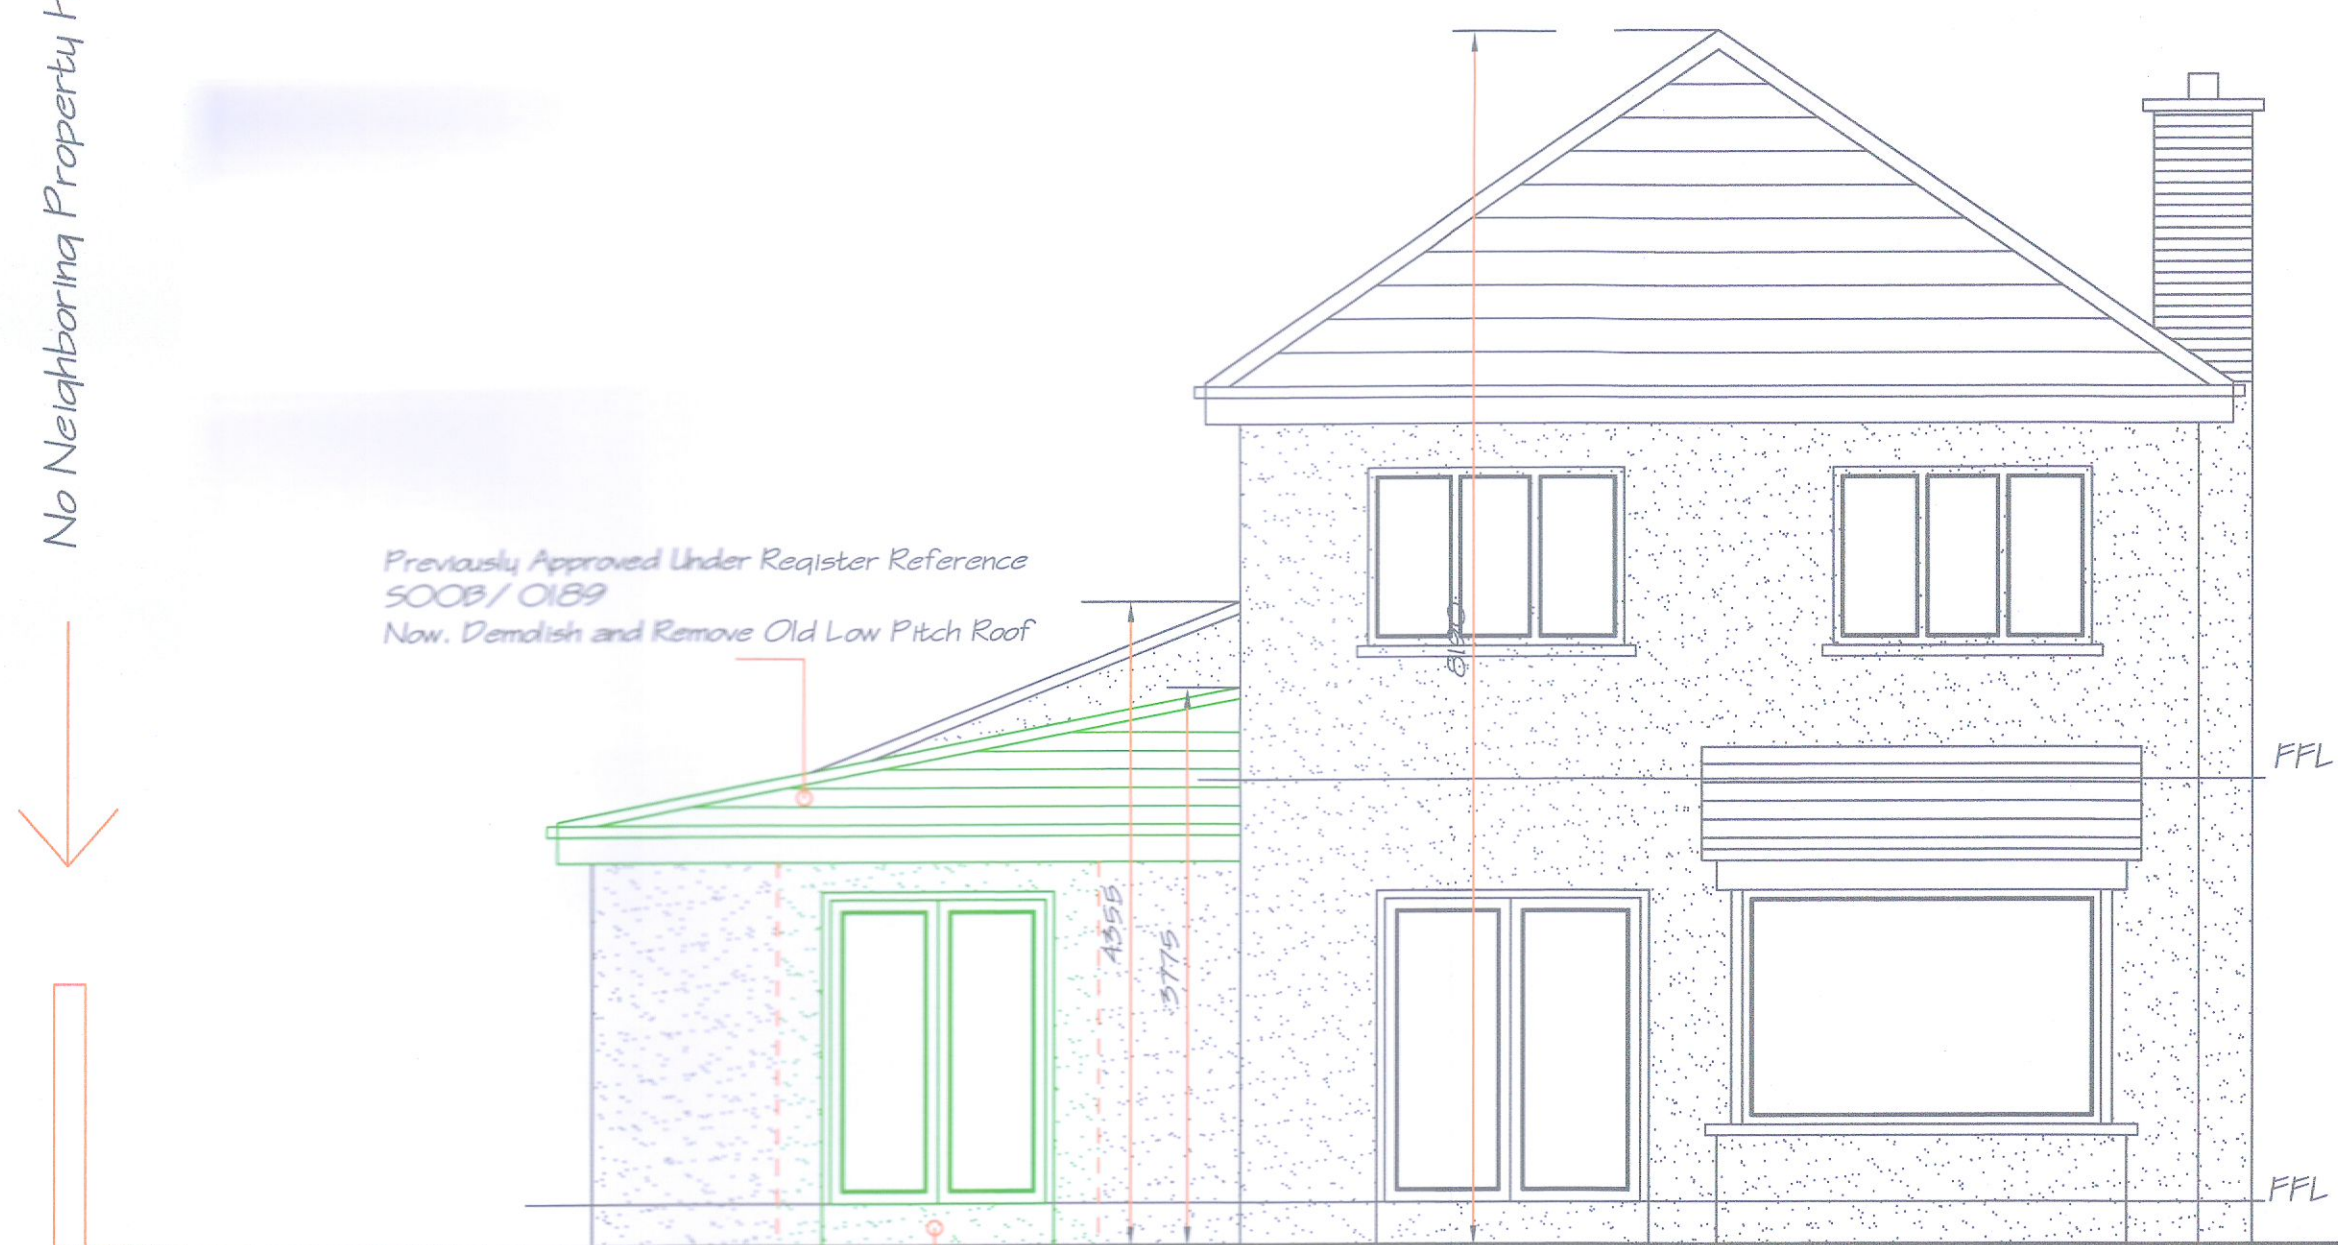 No Neighboring Property
Previously Approved Under Register Reference
S00B/ 0189
Now. Demolish and Remove Old Low Pitch Roof
4355
3775
FFL
FFL